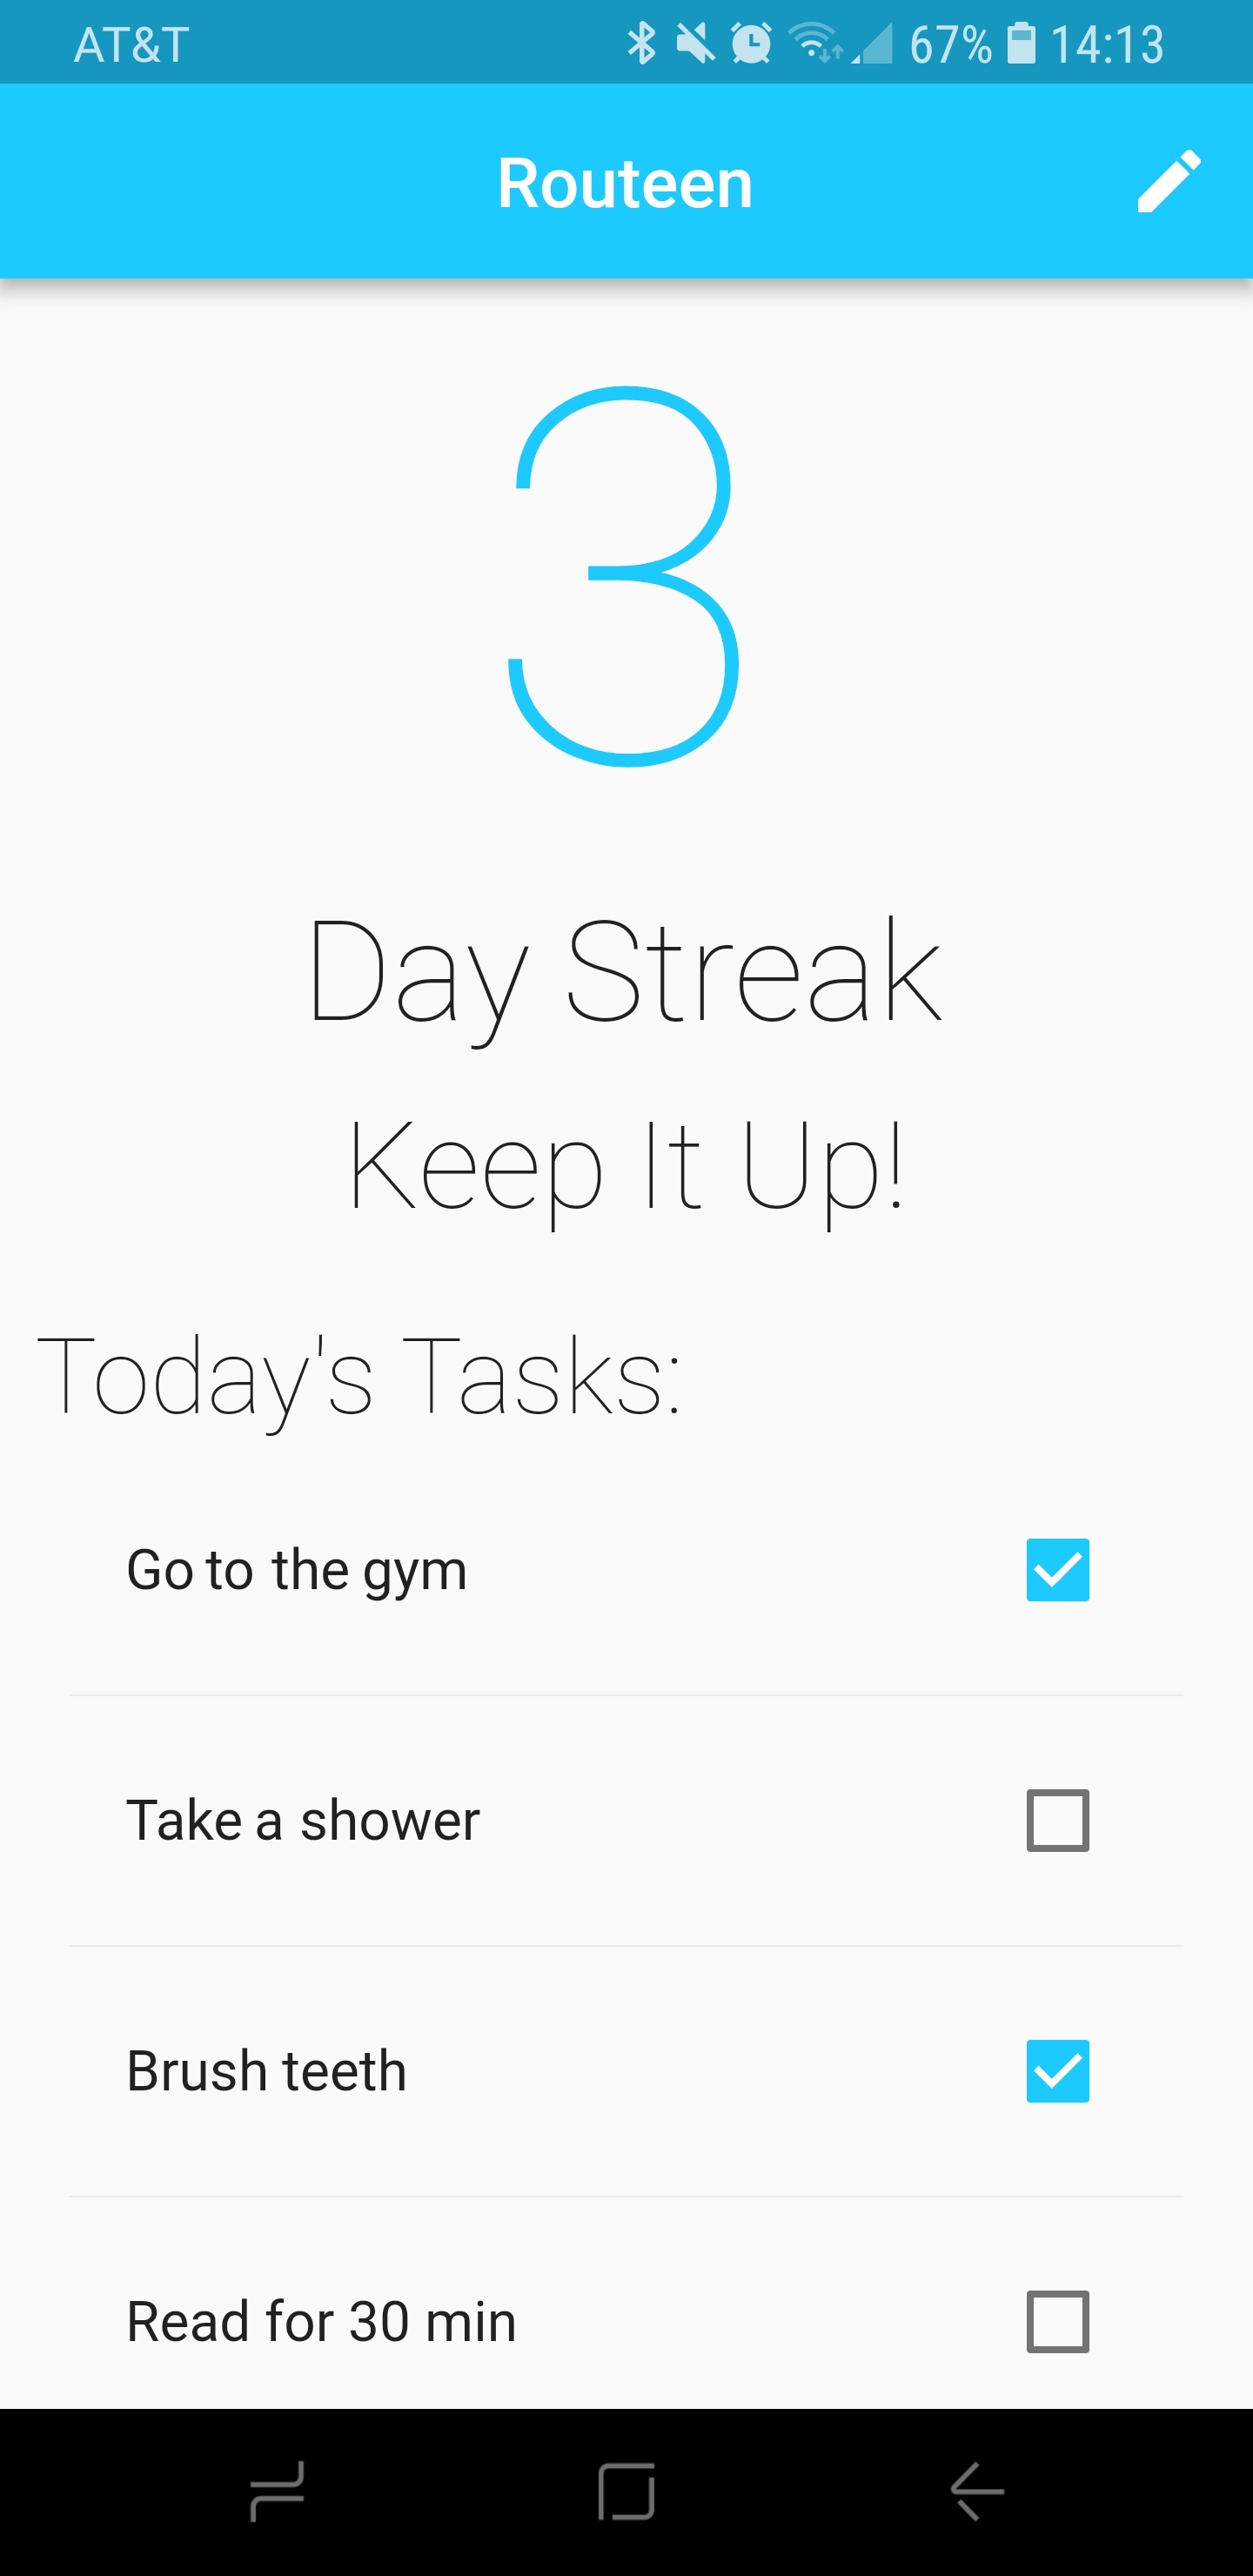 AT&T 67% 14:13
Routeen
3
Day Streak
Keep It Up!
Today's Tasks:
Go to the gym
Take a shower
Brush teeth
Read for 30 min